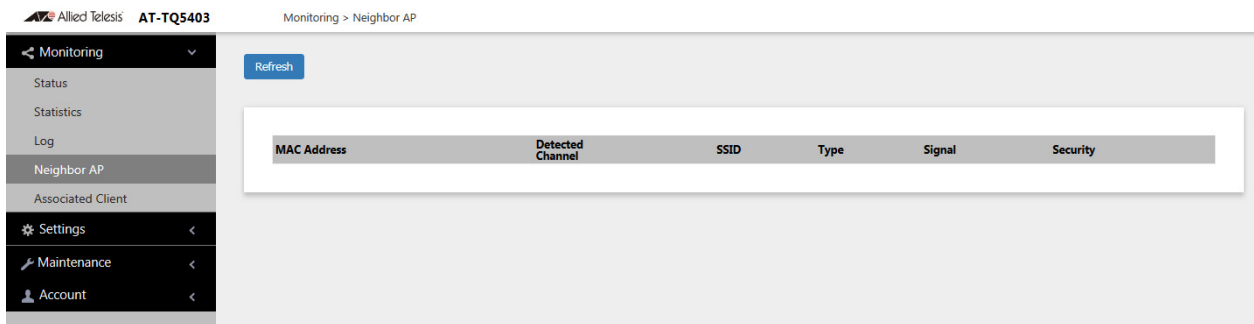 Allied Telesis AT-TQ5403 Monitoring > Neighbor AP
Monitoring
Refresh
Status
Statistics
Log
MAC Address Detected Channel SSID Type Signal Security
Neighbor AP
Associated Client
Settings
Maintenance
Account